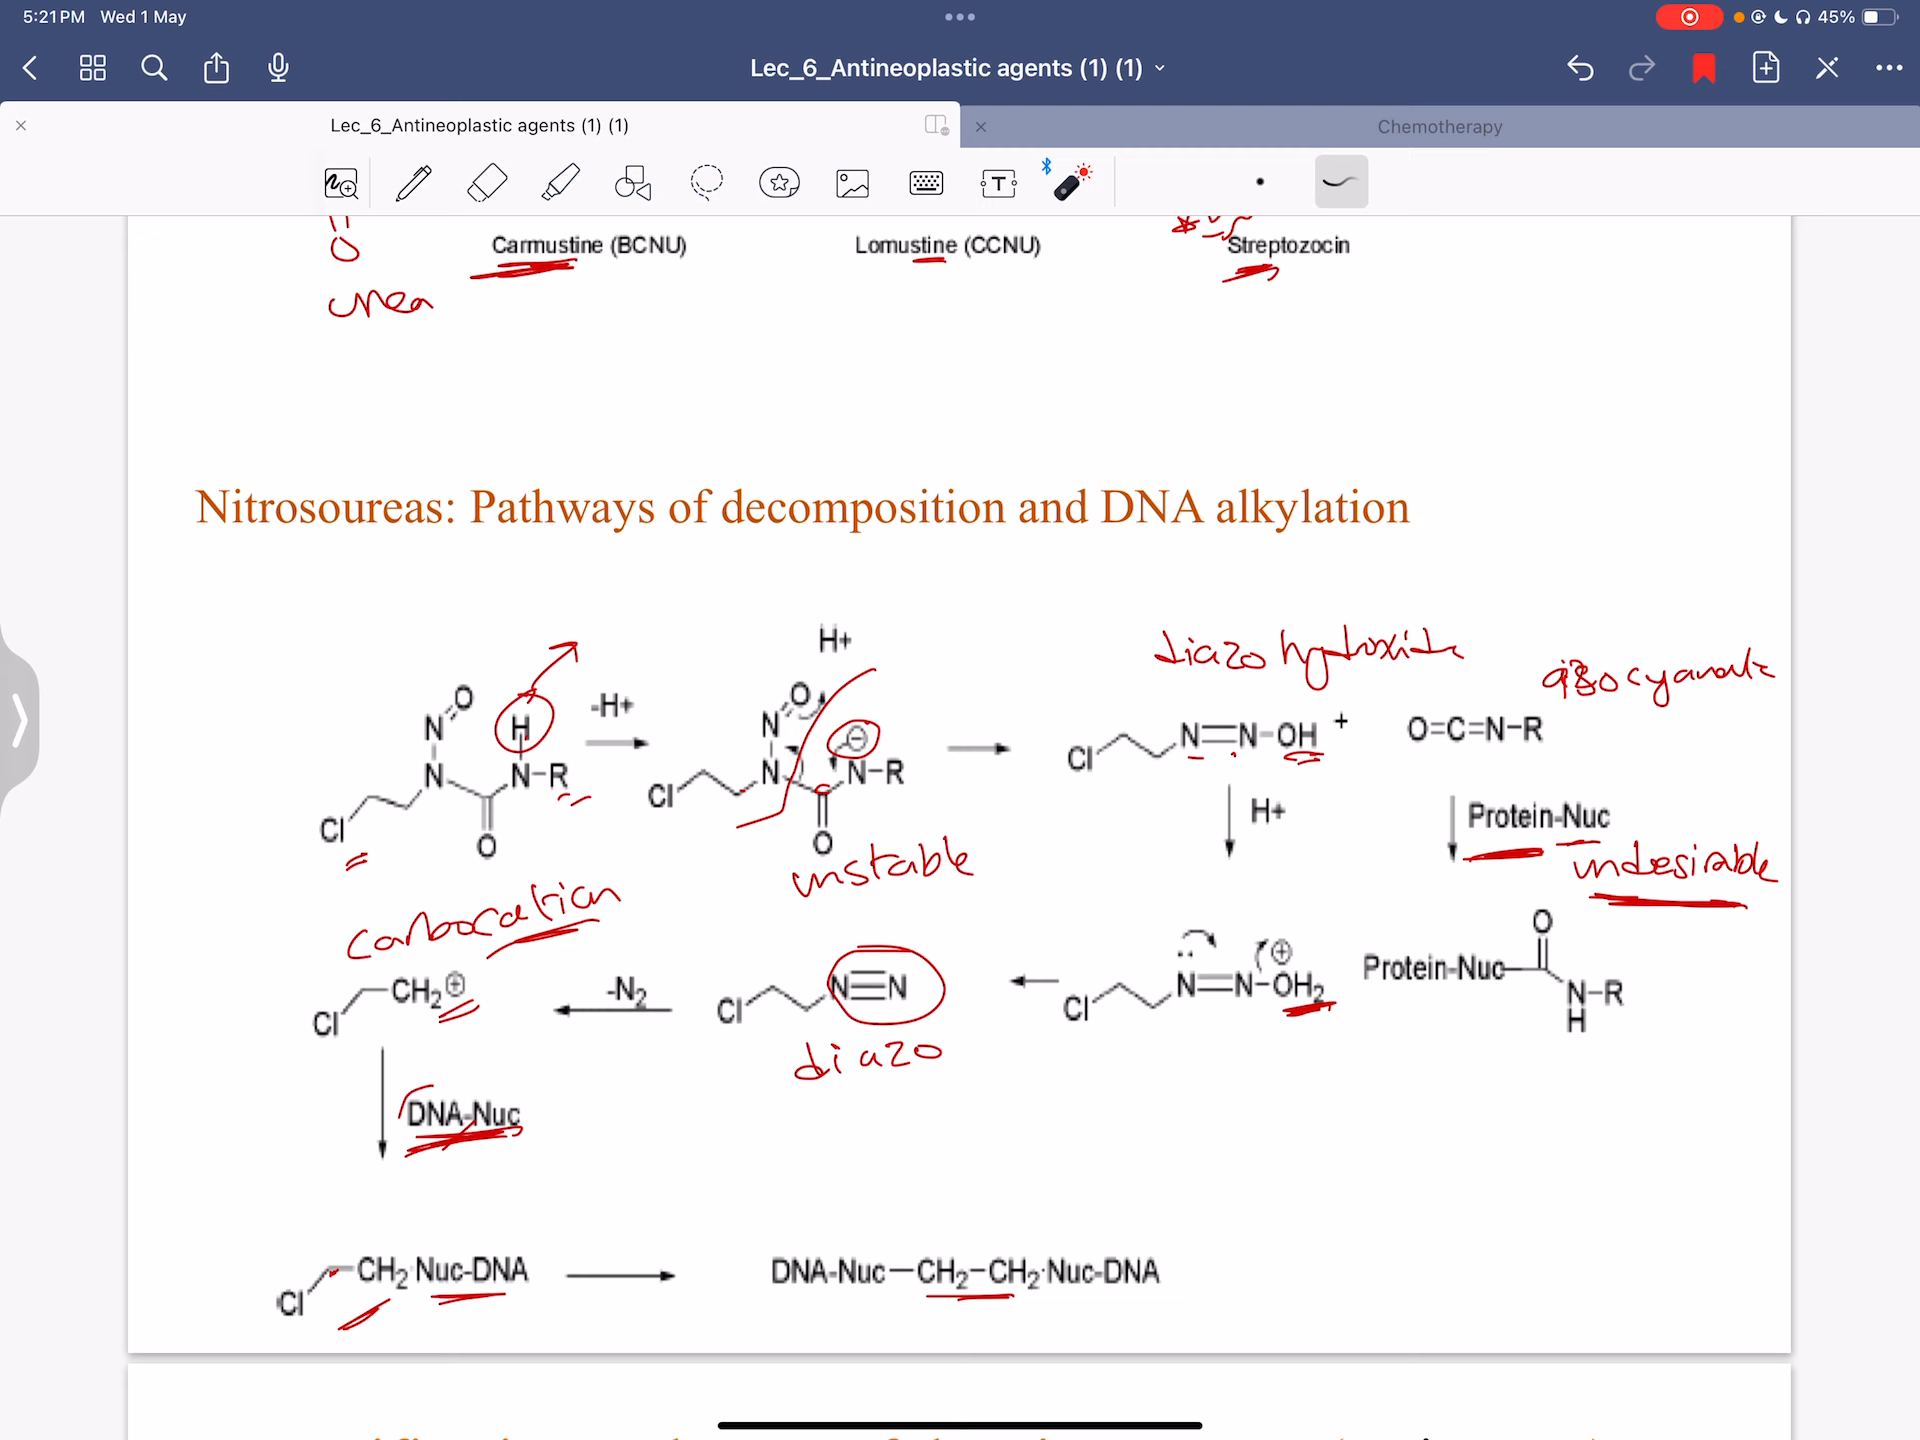 5:21 PM Wed 1 May
45%
Lec_6_Antineoplastic agents (1) (1)
Lec_6_Antineoplastic agents (1) (1)
Chemotherapy
T
O
Carmustine (BCNU)
Lomustine (CCNU)
Streptozocin
urea
Nitrosoureas: Pathways of decomposition and DNA alkylation
H+
diazo hydroxide
isocyanate
N=O
H
-H+
N=O
⊖
Cl
N
N-R
O
Cl
N
N-R
O
Cl
N=N-OH
+
O=C=N-R
H+
Protein-Nuc
unstable
undesirable
carbocation
Cl
CH2⊕
-N2
Cl
N≡N
Cl
N=N-OH2
⊕
Protein-Nuc
O
N-R
H
diazo
DNA-Nuc
Cl
CH2·Nuc-DNA
DNA-Nuc-CH2-CH2·Nuc-DNA